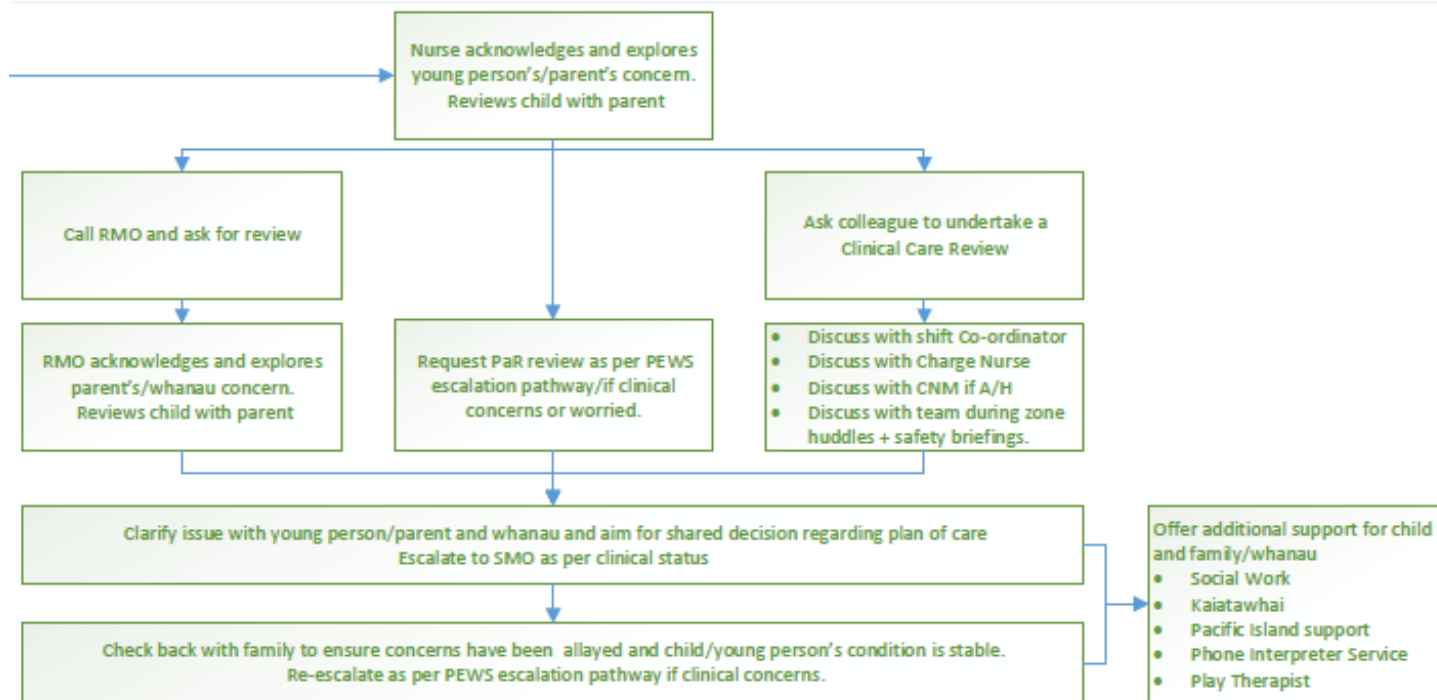 Nurse acknowledges and explores
young person's/parent's concern.
Reviews child with parent
Call RMO and ask for review
Ask colleague to undertake a
Clinical Care Review
RMO acknowledges and explores
parent's/whanau concern.
Reviews child with parent
Request PaR review as per PEWS
escalation pathway/if clinical
concerns or worried.
• Discuss with shift Co-ordinator
• Discuss with Charge Nurse
• Discuss with CNM if A/H
• Discuss with team during zone
huddles + safety briefings.
Clarify issue with young person/parent and whanau and aim for shared decision regarding plan of care
Escalate to SMO as per clinical status
Offer additional support for child
and family/whanau
• Social Work
• Kaiatawhai
• Pacific Island support
• Phone Interpreter Service
• Play Therapist
Check back with family to ensure concerns have been allayed and child/young person's condition is stable.
Re-escalate as per PEWS escalation pathway if clinical concerns.